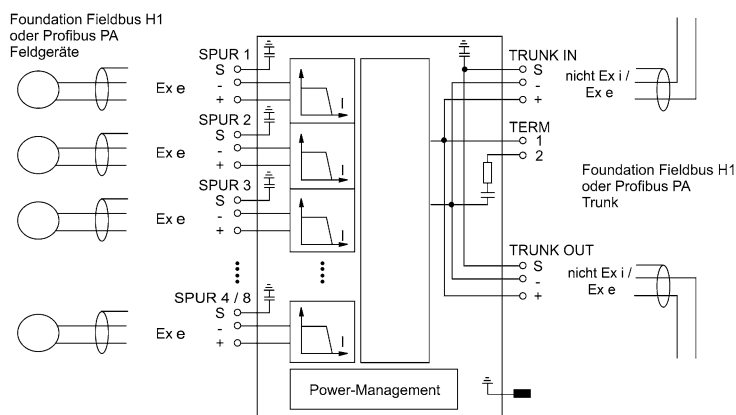 Foundation Fieldbus H1
oder Profibus PA
Feldgeräte
SPUR 1
S
-
+
Ex e
SPUR 2
S
-
+
Ex e
SPUR 3
S
-
+
Ex e
SPUR 4 / 8
S
-
+
Ex e
I
I
I
I
Power-Management
TRUNK IN
S
-
+
nicht Ex i /
Ex e
TERM
1
2
Foundation Fieldbus H1
oder Profibus PA
Trunk
TRUNK OUT
S
-
+
nicht Ex i /
Ex e